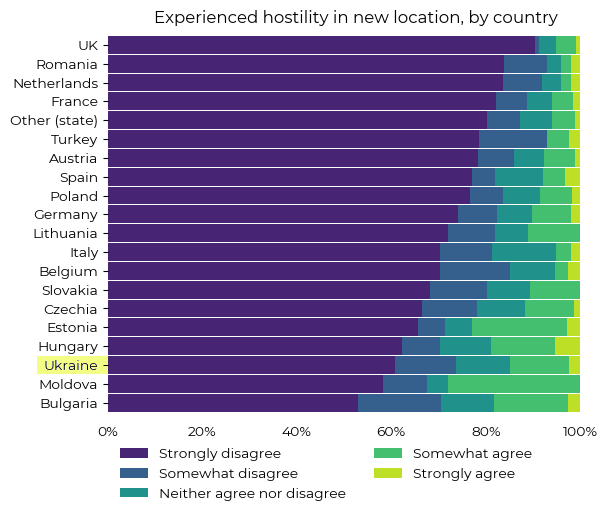 Experienced hostility in new location, by country
UK
Romania
Netherlands
France
Other (state)
Turkey
Austria
Spain
Poland
Germany
Lithuania
Italy
Belgium
Slovakia
Czechia
Estonia
Hungary
Ukraine
Moldova
Bulgaria
0% 20% 40% 60% 80% 100%
Strongly disagree
Somewhat disagree
Neither agree nor disagree
Somewhat agree
Strongly agree